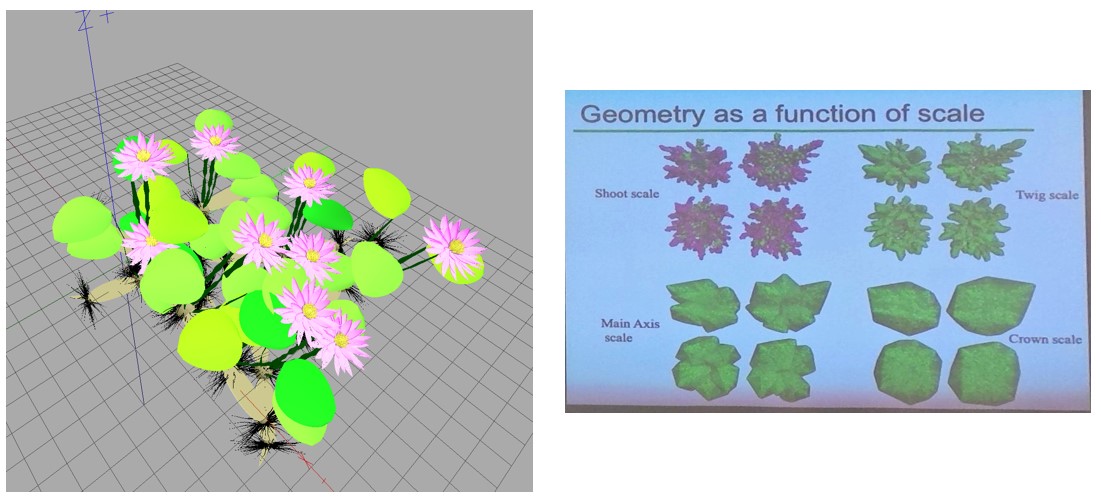 Z+
Geometry as a function of scale
Shoot scale
Twig scale
Main Axis
scale
Crown scale